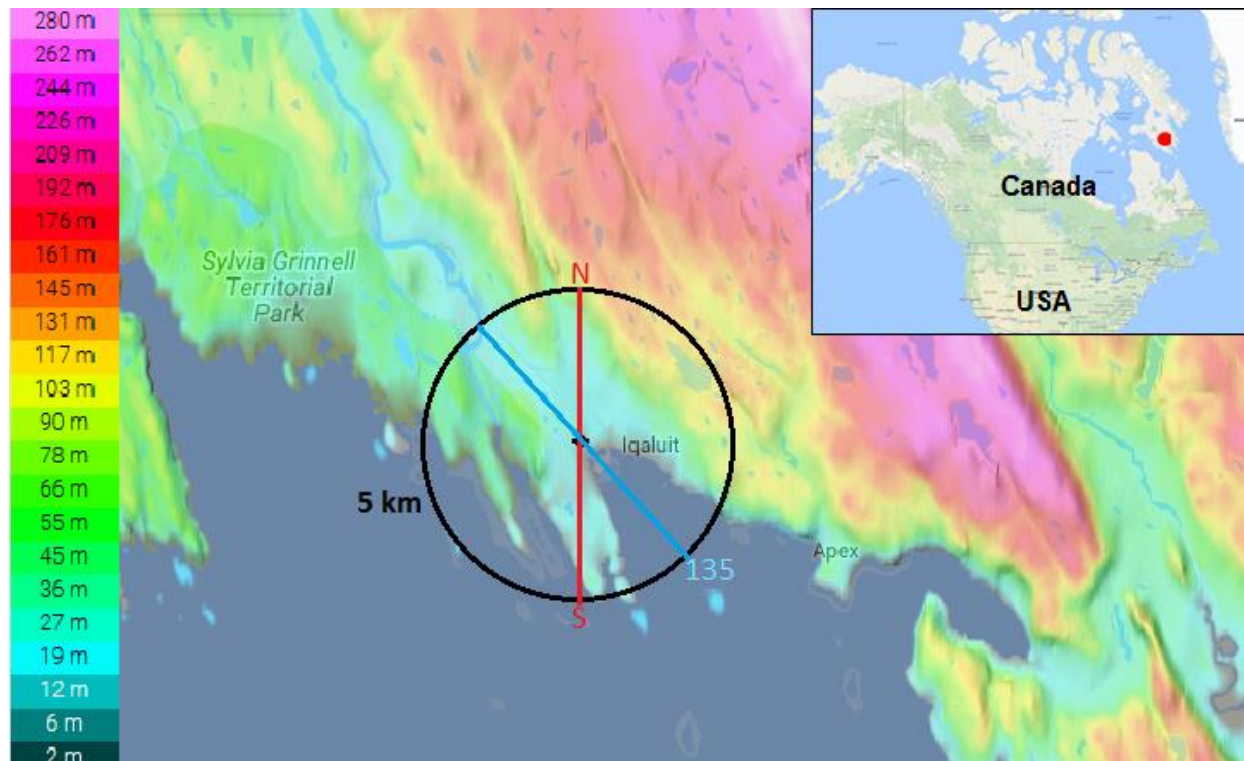 280 m
262 m
244 m
226 m
209 m
192 m
176 m
161 m
145 m
131 m
117 m
103 m
90 m
78 m
66 m
55 m
45 m
36 m
27 m
19 m
12 m
6 m
2 m
Sylvia Grinnell
Territorial
Park
N
Iqaluit
5 km
Apex
135
S
Canada
USA